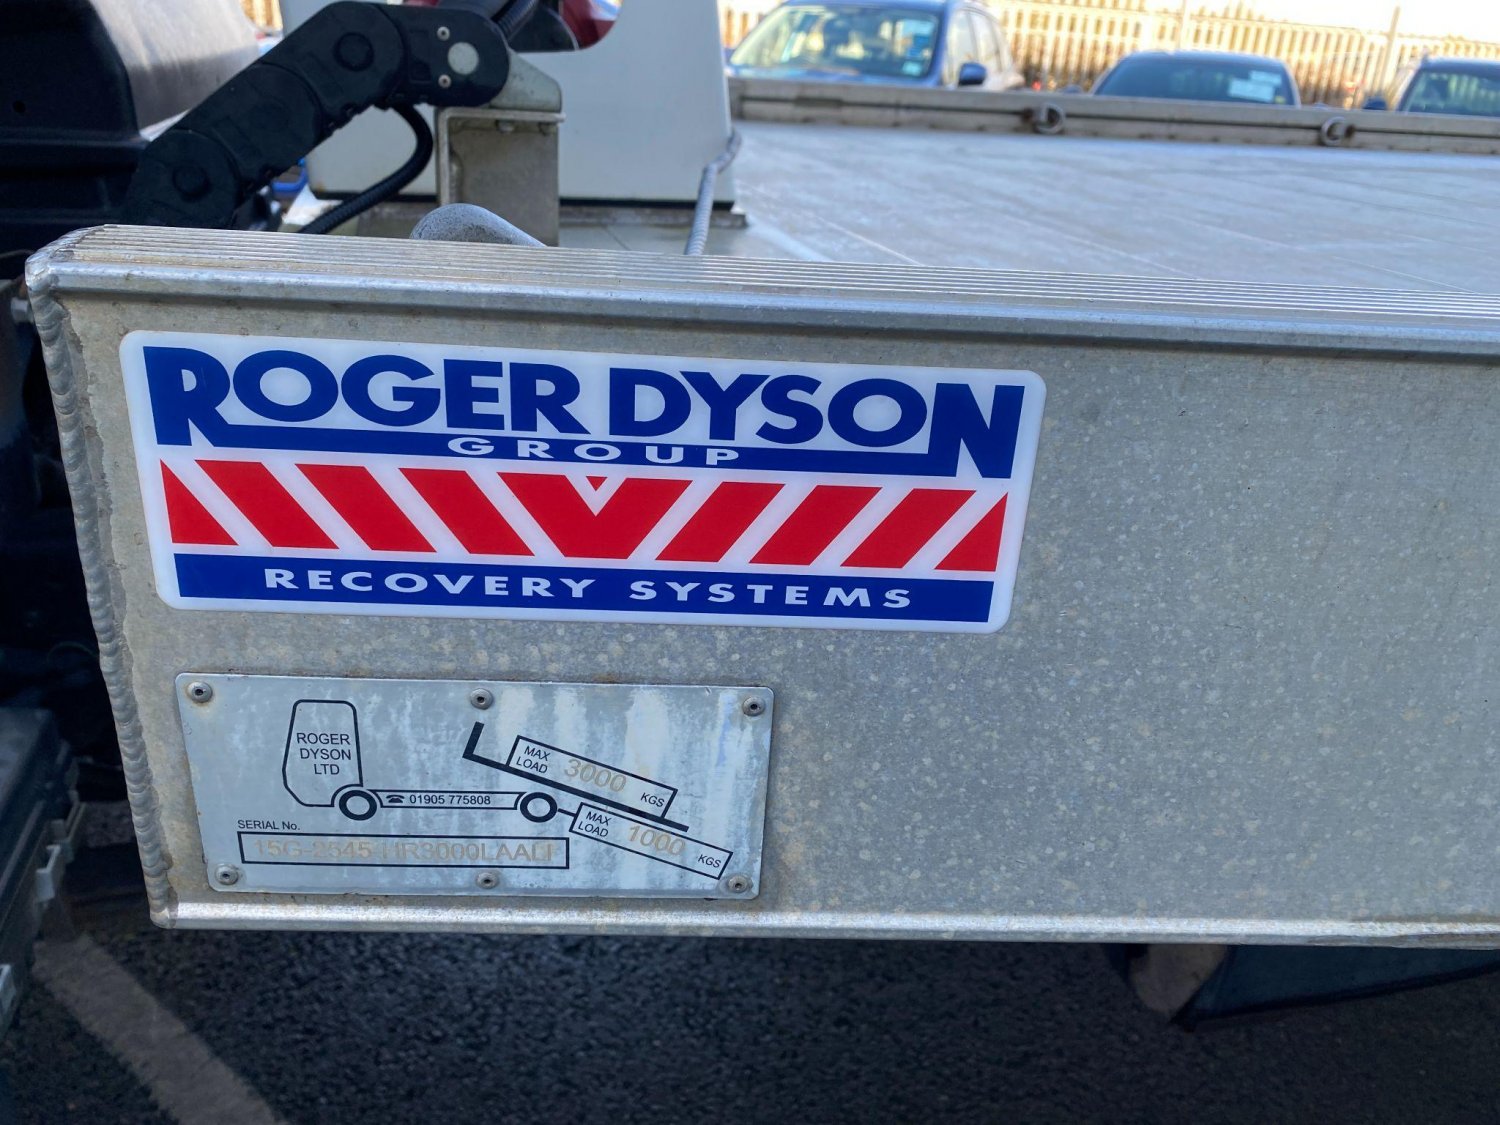 ROGER DYSON
GROUP
RECOVERY SYSTEMS
ROGER
DYSON
LTD
☎ 01905 775808
MAX
LOAD
3000
KGS
MAX
LOAD
1000
KGS
SERIAL No.